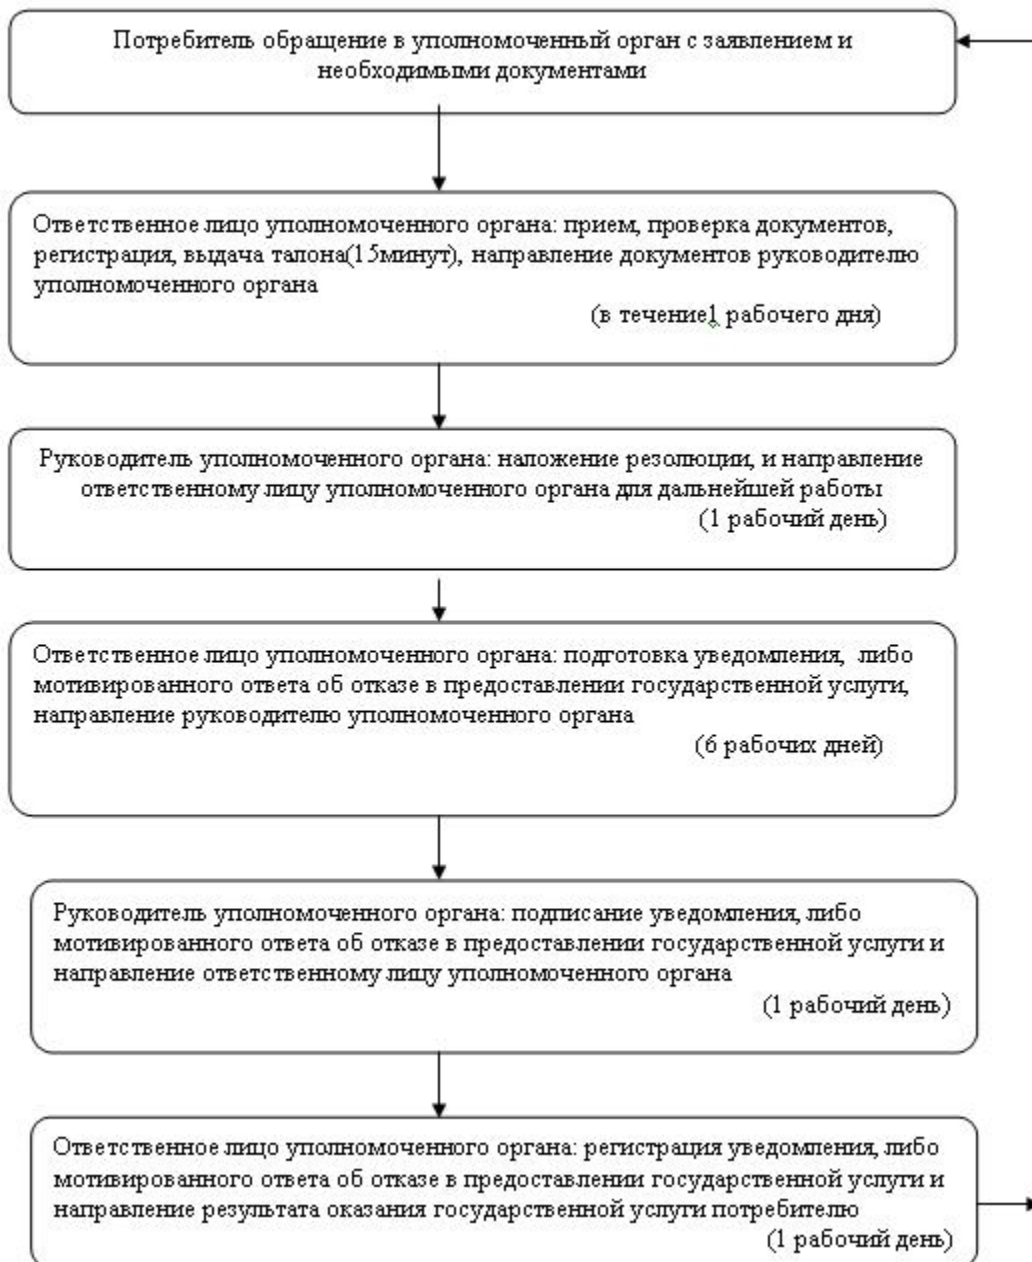 Потребитель обращение в уполномоченный орган с заявлением и
необходимыми документами
Ответственное лицо уполномоченного органа: прием, проверка документов,
регистрация, выдача талона(15минут), направление документов руководителю
уполномоченного органа
(в течение1 рабочего дня)
Руководитель уполномоченного органа: наложение резолюции, и направление
ответственному лицу уполномоченного органа для дальнейшей работы
(1 рабочий день)
Ответственное лицо уполномоченного органа: подготовка уведомления, либо
мотивированного ответа об отказе в предоставлении государственной услуги,
направление руководителю уполномоченного органа
(6 рабочих дней)
Руководитель уполномоченного органа: подписание уведомления, либо
мотивированного ответа об отказе в предоставлении государственной услуги и
направление ответственному лицу уполномоченного органа
(1 рабочий день)
Ответственное лицо уполномоченного органа: регистрация уведомления, либо
мотивированного ответа об отказе в предоставлении государственной услуги и
направление результата оказания государственной услуги потребителю
(1 рабочий день)